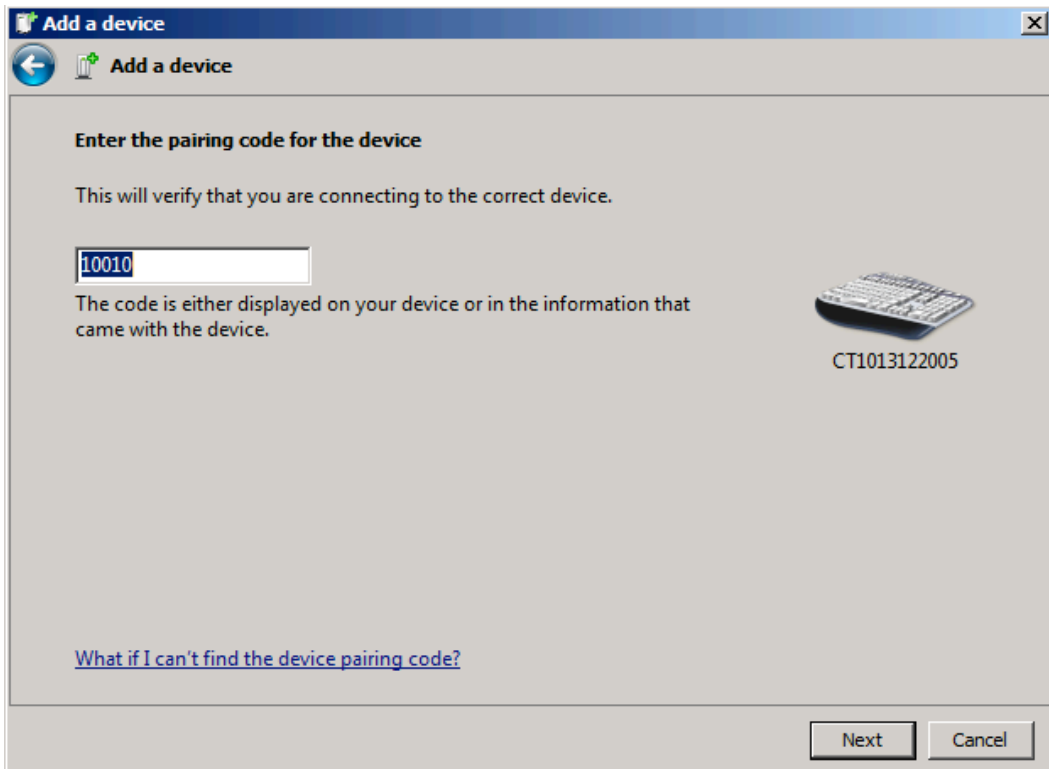 Add a device
Add a device
Enter the pairing code for the device
This will verify that you are connecting to the correct device.
10010
The code is either displayed on your device or in the information that
came with the device.
CT1013122005
What if I can't find the device pairing code?
Next
Cancel